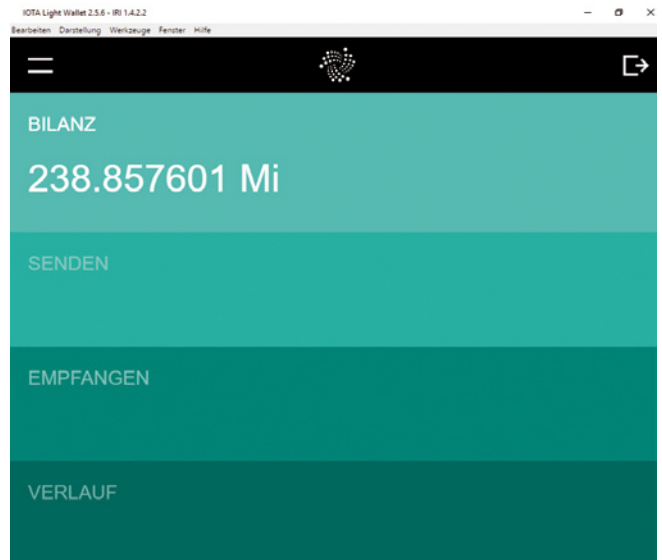 IOTA Light Wallet 2.5.6 - IRI 1.4.2.2
Bearbeiten Darstellung Werkzeuge Fenster Hilfe
BILANZ
238.857601 Mi
SENDEN
EMPFANGEN
VERLAUF